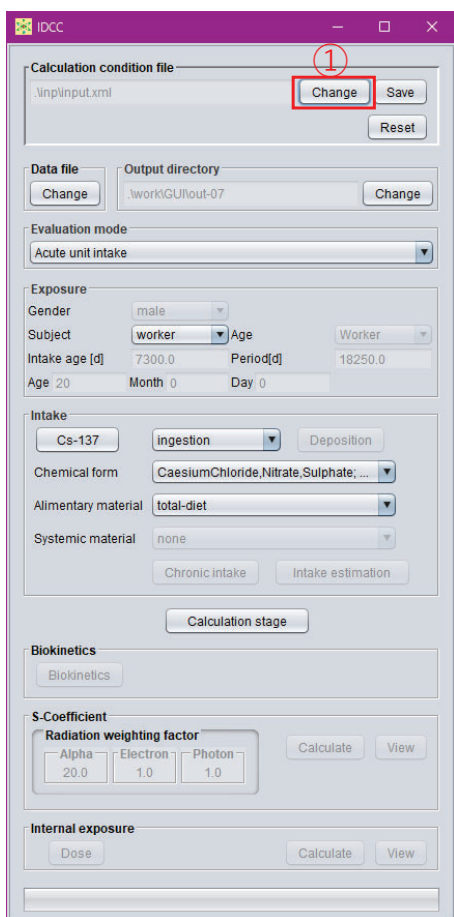 IDCC
Calculation condition file
①
.\inp\input.xml
Change
Save
Reset
Data file
Output directory
Change
.\work\GUI\out-07
Change
Evaluation mode
Acute unit intake
Exposure
Gender
male
Subject
worker
Age
Worker
Intake age [d]
7300.0
Period[d]
18250.0
Age 20
Month 0
Day 0
Intake
Cs-137
ingestion
Deposition
Chemical form
CaesiumChloride,Nitrate,Sulphate; ...
Alimentary material
total-diet
Systemic material
none
Chronic intake
Intake estimation
Calculation stage
Biokinetics
Biokinetics
S-Coefficient
Radiation weighting factor
Alpha
Electron
Photon
20.0
1.0
1.0
Calculate
View
Internal exposure
Dose
Calculate
View